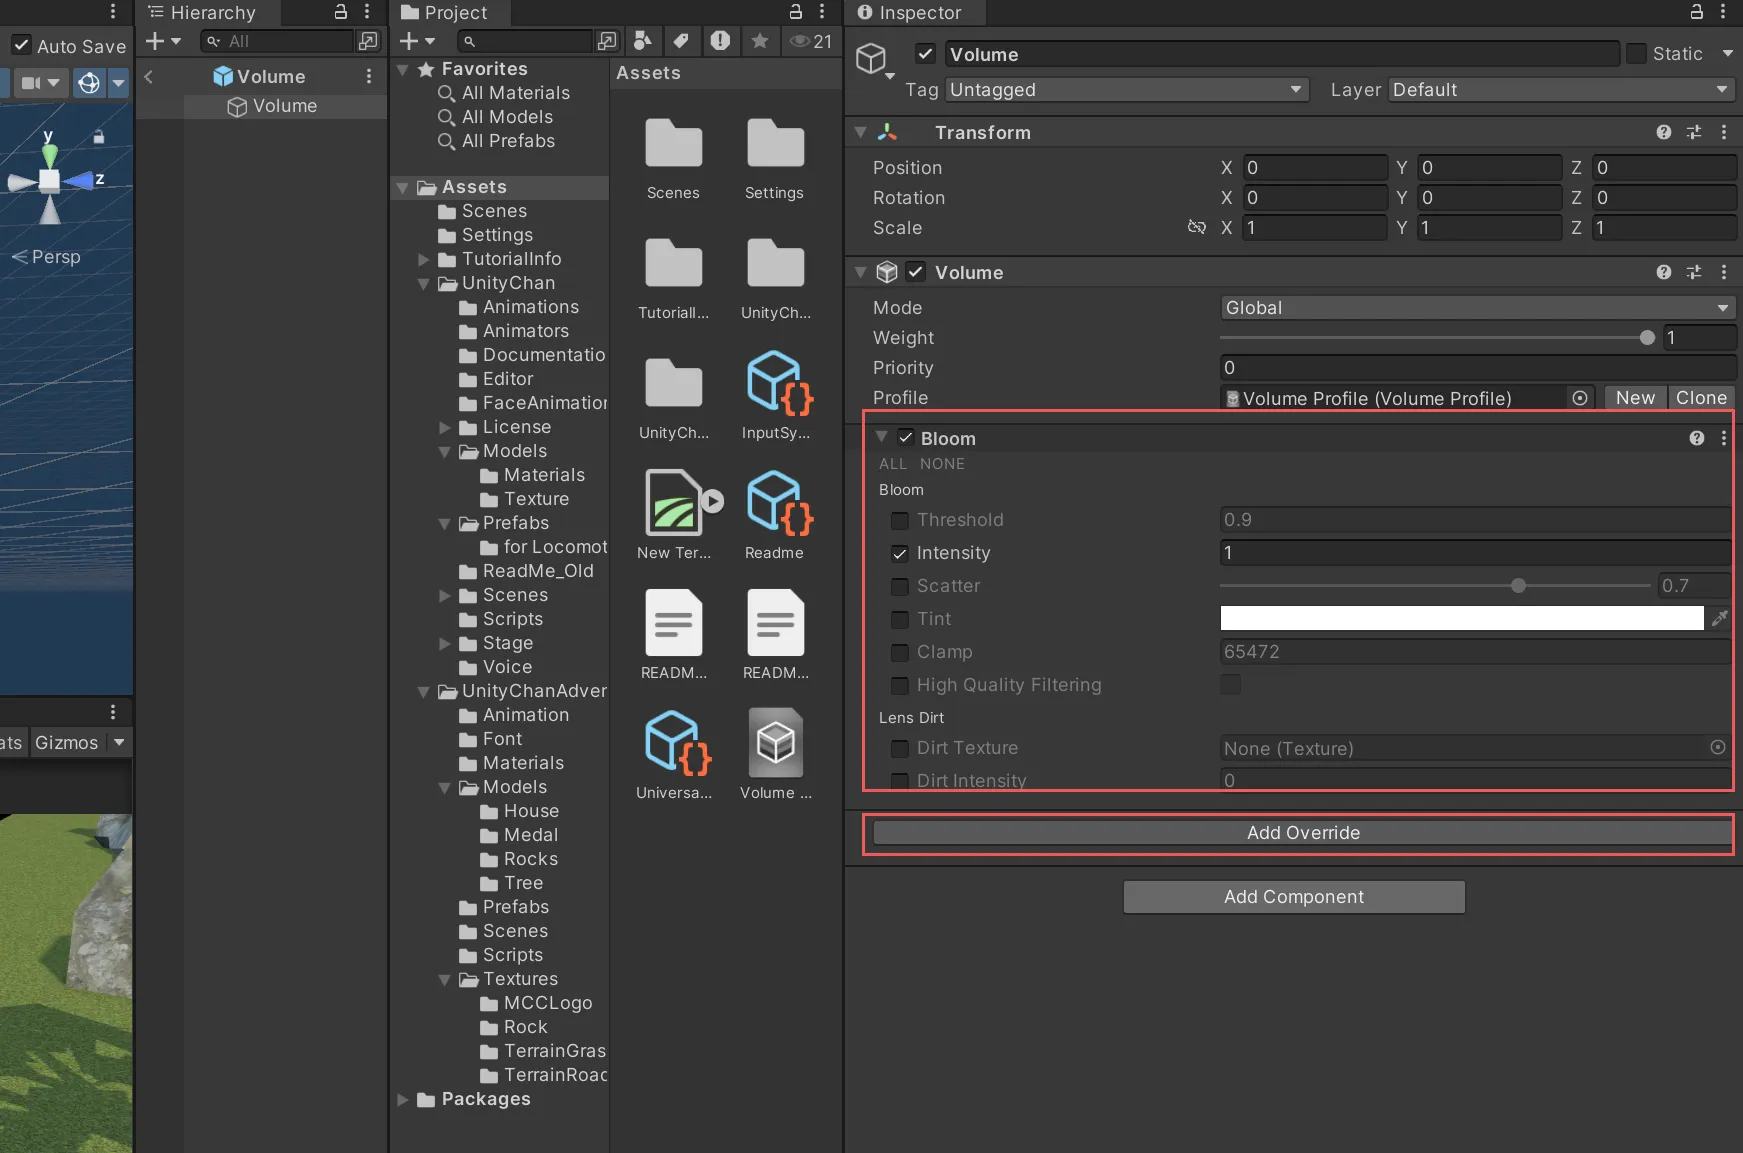 Auto Save
y
z
Persp
ats
Gizmos
Hierarchy
All
Volume
Volume
Project
21
Favorites
All Materials
All Models
All Prefabs
Assets
Scenes
Settings
TutorialInfo
UnityChan
Animations
Animators
Documentatio
Editor
FaceAnimation
License
Models
Materials
Texture
Prefabs
for Locomot
ReadMe_Old
Scenes
Scripts
Stage
Voice
UnityChanAdver
Animation
Font
Materials
Models
House
Medal
Rocks
Tree
Prefabs
Scenes
Scripts
Textures
MCCLogo
Rock
TerrainGras
TerrainRoad
Packages
Assets
Scenes
Settings
TutorialI...
UnityCh...
UnityCh...
InputSy...
New Ter...
Readme
READM...
READM...
Universa...
Volume ...
Inspector
Volume
Static
Tag Untagged
Layer Default
Transform
Position X 0 Y 0 Z 0
Rotation X 0 Y 0 Z 0
Scale X 1 Y 1 Z 1
Volume
Mode Global
Weight 1
Priority 0
Profile Volume Profile (Volume Profile) New Clone
Bloom
ALL NONE
Bloom
Threshold 0.9
Intensity 1
Scatter 0.7
Tint
Clamp 65472
High Quality Filtering
Lens Dirt
Dirt Texture None (Texture)
Dirt Intensity 0
Add Override
Add Component